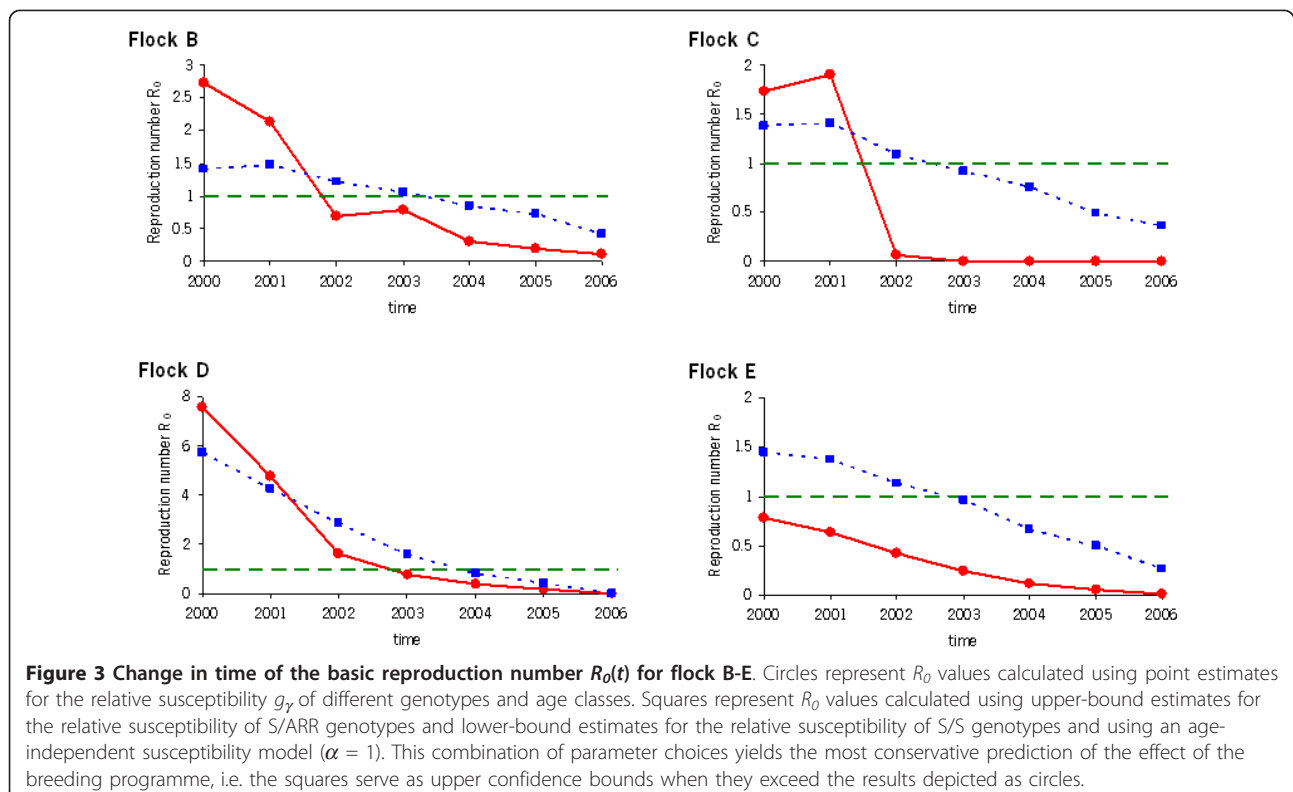 Flock B
Reproduction number R₀
3
2.5
2
1.5
1
0.5
0
2000 2001 2002 2003 2004 2005 2006
time
Flock C
Reproduction number R₀
2
1.5
1
0.5
0
2000 2001 2002 2003 2004 2005 2006
time
Flock D
Reproduction number R₀
8
6
4
2
0
2000 2001 2002 2003 2004 2005 2006
time
Flock E
Reproduction number R₀
2
1.5
1
0.5
0
2000 2001 2002 2003 2004 2005 2006
time
Figure 3 Change in time of the basic reproduction number R₀(t) for flock B-E. Circles represent R₀ values calculated using point estimates
for the relative susceptibility gᵧ of different genotypes and age classes. Squares represent R₀ values calculated using upper-bound estimates for
the relative susceptibility of S/ARR genotypes and lower-bound estimates for the relative susceptibility of S/S genotypes and using an age-
independent susceptibility model (α = 1). This combination of parameter choices yields the most conservative prediction of the effect of the
breeding programme, i.e. the squares serve as upper confidence bounds when they exceed the results depicted as circles.